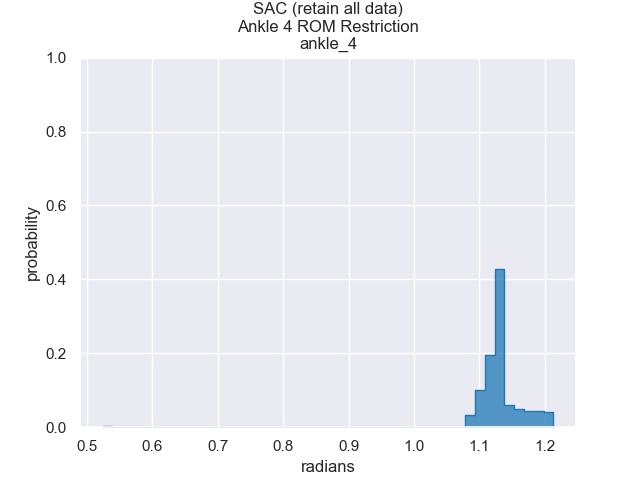 SAC (retain all data)
Ankle 4 ROM Restriction
ankle_4
1.0
0.8
0.6
0.4
0.2
0.0
probability
0.5 0.6 0.7 0.8 0.9 1.0 1.1 1.2
radians